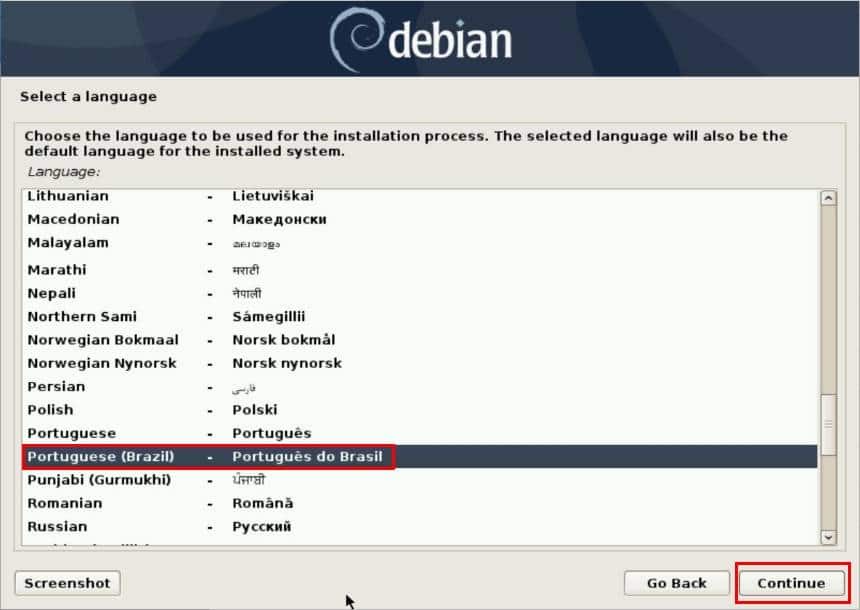 debian
Select a language
Choose the language to be used for the installation process. The selected language will also be the
default language for the installed system.
Language:
Lithuanian - Lietuviškai
Macedonian - Македонски
Malayalam - മലയാളം
Marathi - मराठी
Nepali - नेपाली
Northern Sami - Sámegillii
Norwegian Bokmaal - Norsk bokmål
Norwegian Nynorsk - Norsk nynorsk
Persian - فارسی
Polish - Polski
Portuguese - Português
Portuguese (Brazil) - Português do Brasil
Punjabi (Gurmukhi) - ਪੰਜਾਬੀ
Romanian - Română
Russian - Русский
Screenshot Go Back Continue